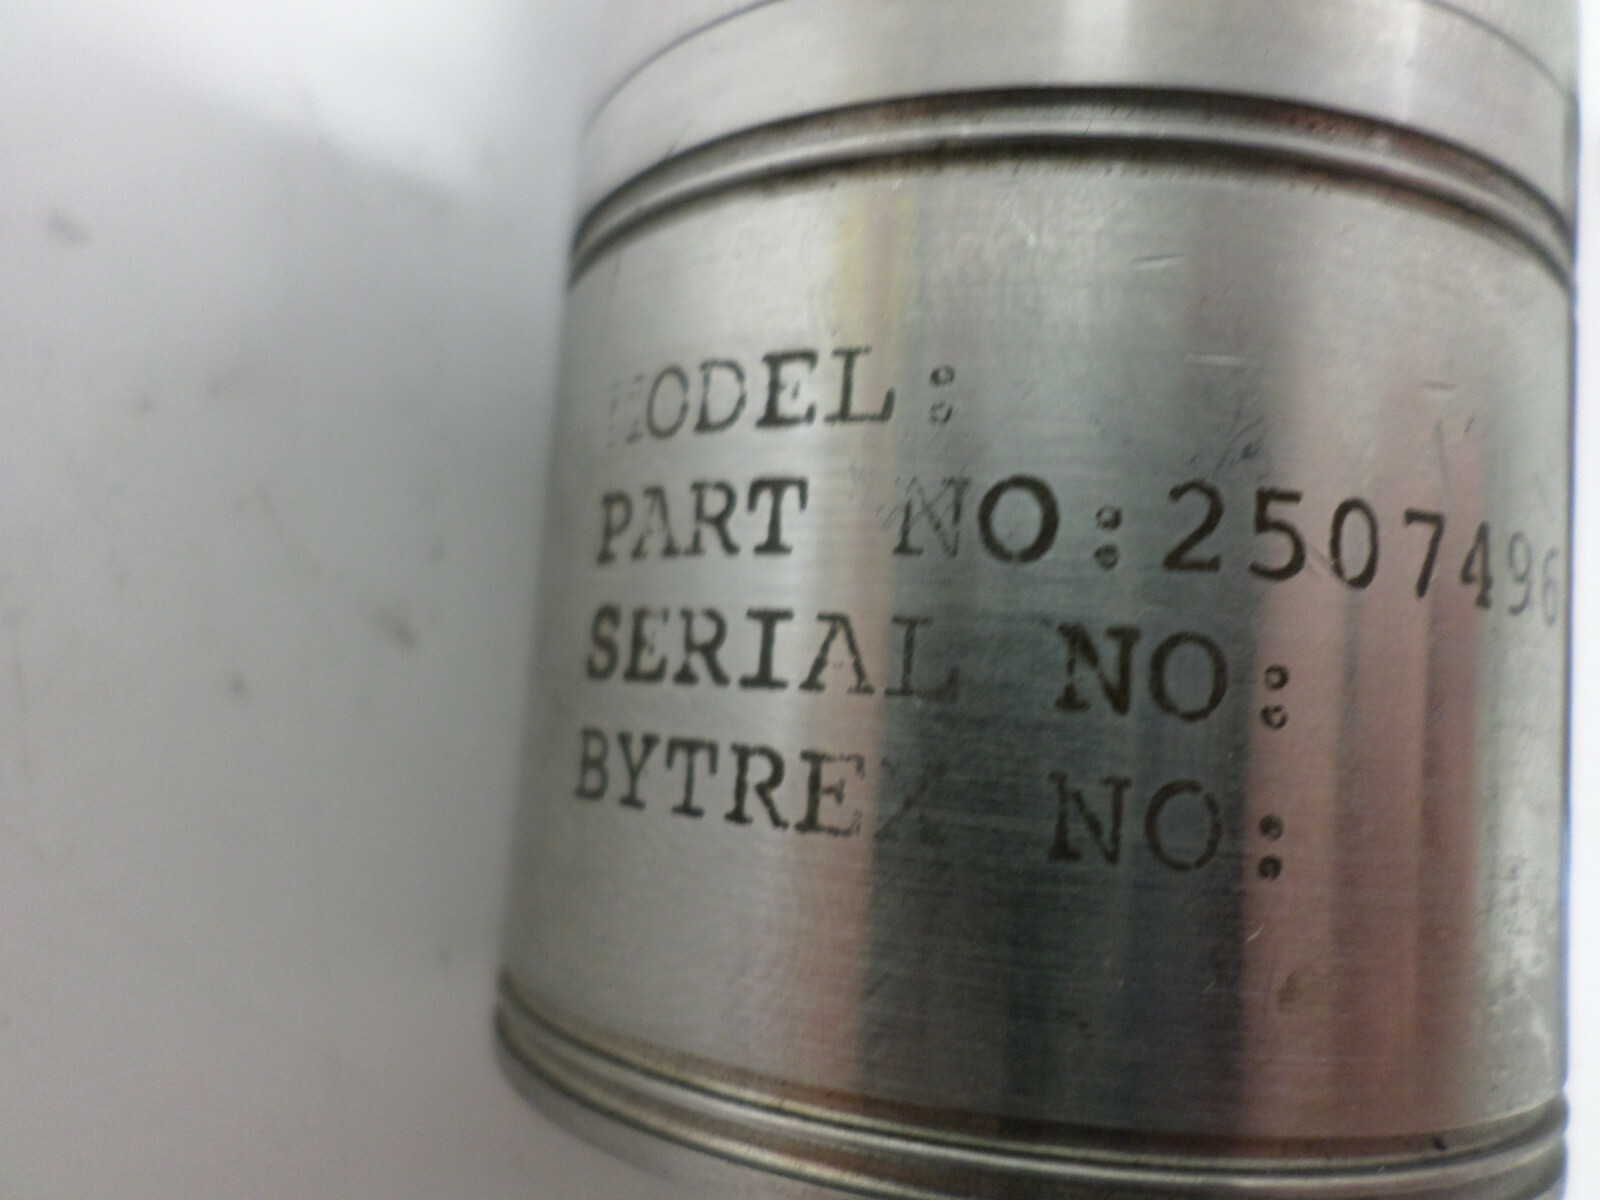 MODEL:
PART NO:2507496
SERIAL NO:
BYTREX NO: